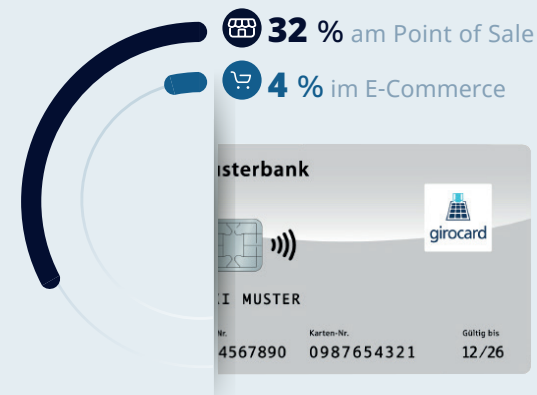 32 % am Point of Sale
4 % im E-Commerce
usterbank
girocard
I MUSTER
Nr. Karten-Nr. Gültig bis
4567890 0987654321 12/26